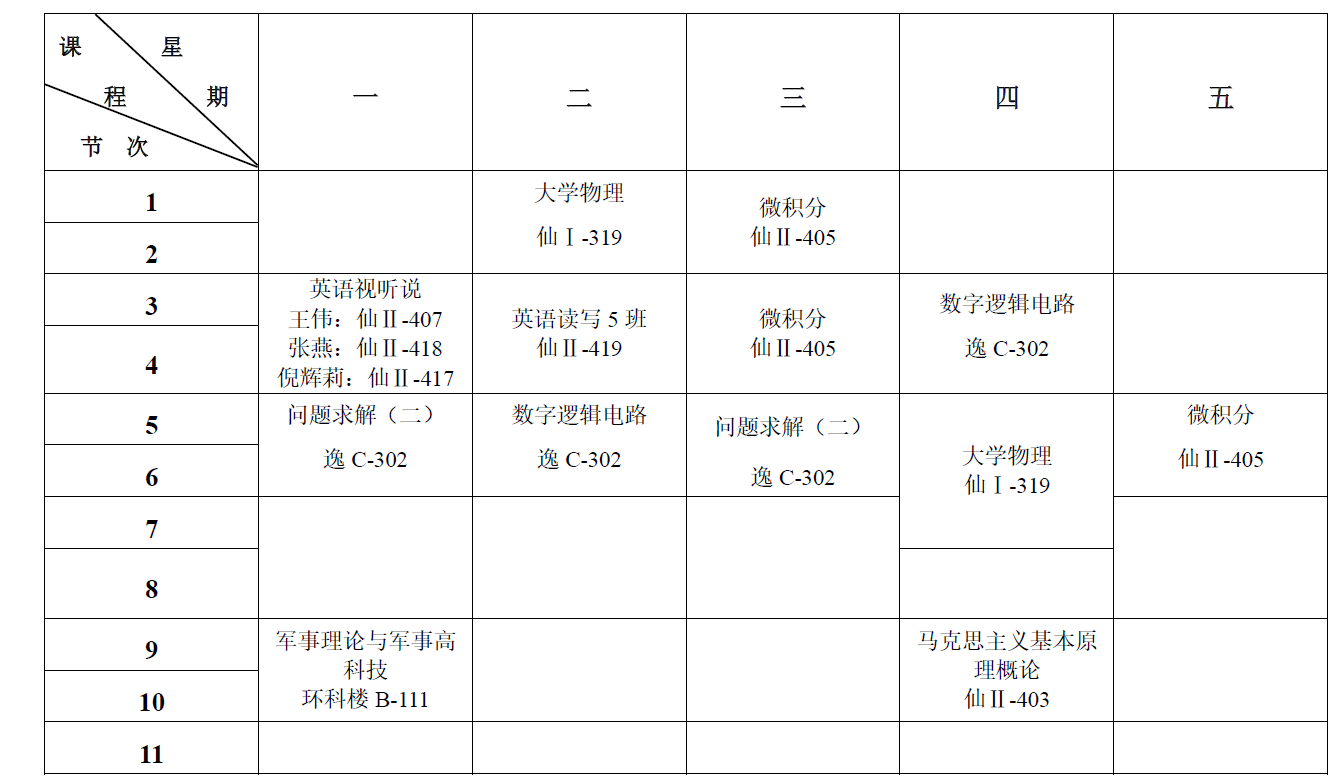 课 星
程 期
节 次
一 二 三 四 五
1
大学物理
仙Ⅰ-319
微积分
仙Ⅱ-405
2
3
英语视听说
王伟：仙Ⅱ-407
张燕：仙Ⅱ-418
倪辉莉：仙Ⅱ-417
英语读写5班
仙Ⅱ-419
微积分
仙Ⅱ-405
数字逻辑电路
逸C-302
4
5
问题求解（二）
逸C-302
数字逻辑电路
逸C-302
问题求解（二）
逸C-302
大学物理
仙Ⅰ-319
微积分
仙Ⅱ-405
6
7
8
9
军事理论与军事高
科技
环科楼B-111
马克思主义基本原
理概论
仙Ⅱ-403
10
11